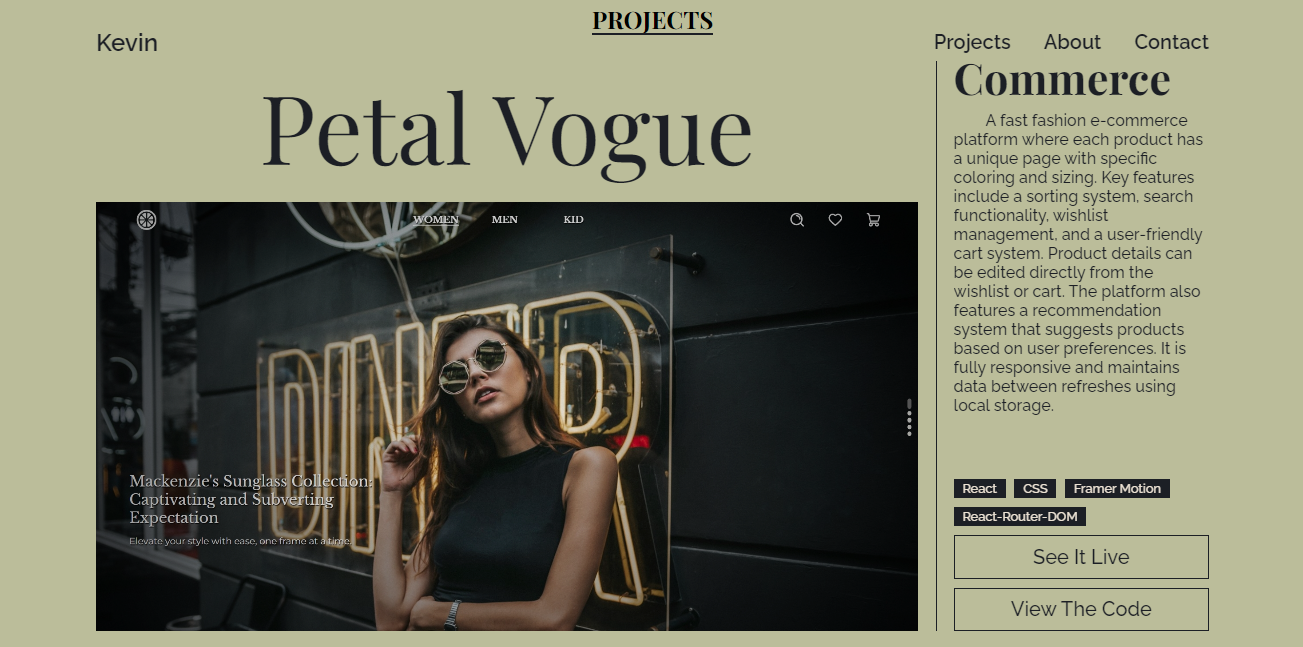 PROJECTS
Kevin
Projects
About
Contact
Petal Vogue
WOMEN
MEN
KID
DINER
Mackenzie's Sunglass Collection:
Captivating and Subverting
Expectation
Elevate your style with ease, one frame at a time.
Commerce
A fast fashion e-commerce
platform where each product has
a unique page with specific
coloring and sizing. Key features
include a sorting system, search
functionality, wishlist
management, and a user-friendly
cart system. Product details can
be edited directly from the
wishlist or cart. The platform also
features a recommendation
system that suggests products
based on user preferences. It is
fully responsive and maintains
data between refreshes using
local storage.
React
CSS
Framer Motion
React-Router-DOM
See It Live
View The Code